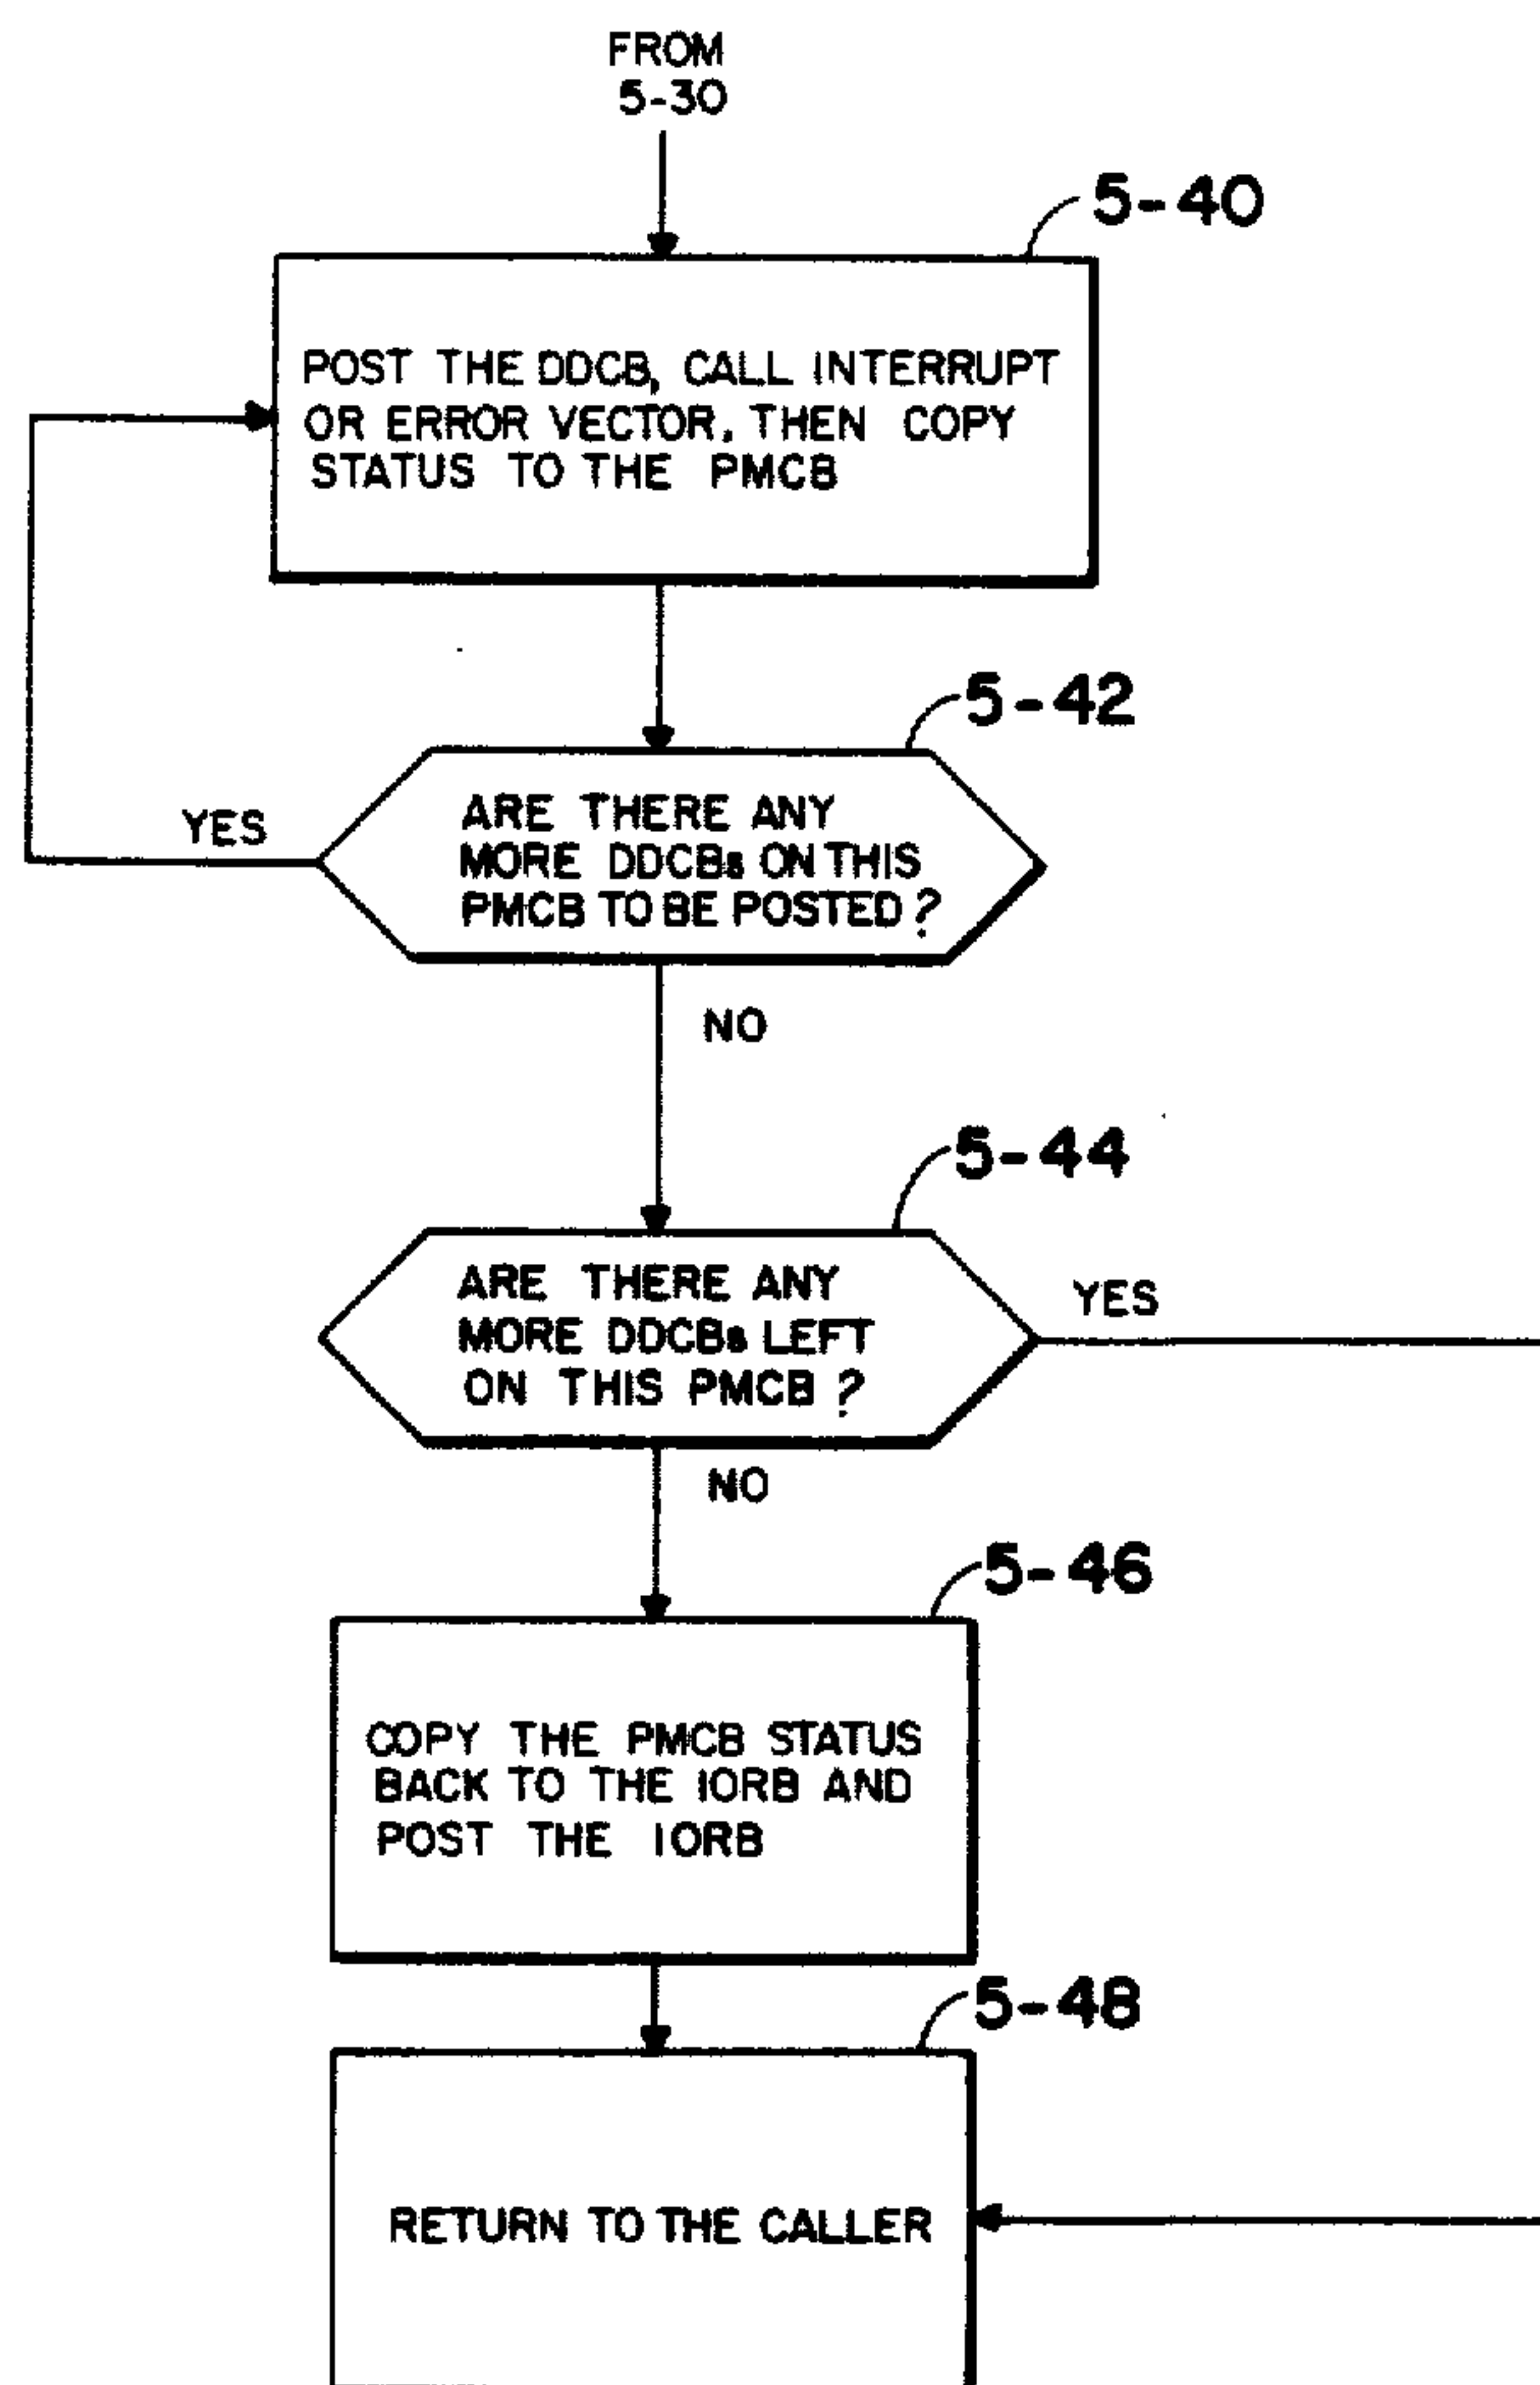 FROM
5-30
5-40
POST THE DDCB, CALL INTERRUPT
OR ERROR VECTOR, THEN COPY
STATUS TO THE PMCB
5-42
YES
ARE THERE ANY
MORE DDCBs ON THIS
PMCB TO BE POSTED?
NO
5-44
ARE THERE ANY
MORE DDCBs LEFT
ON THIS PMCB?
YES
NO
5-46
COPY THE PMCB STATUS
BACK TO THE IORB AND
POST THE IORB
5-48
RETURN TO THE CALLER